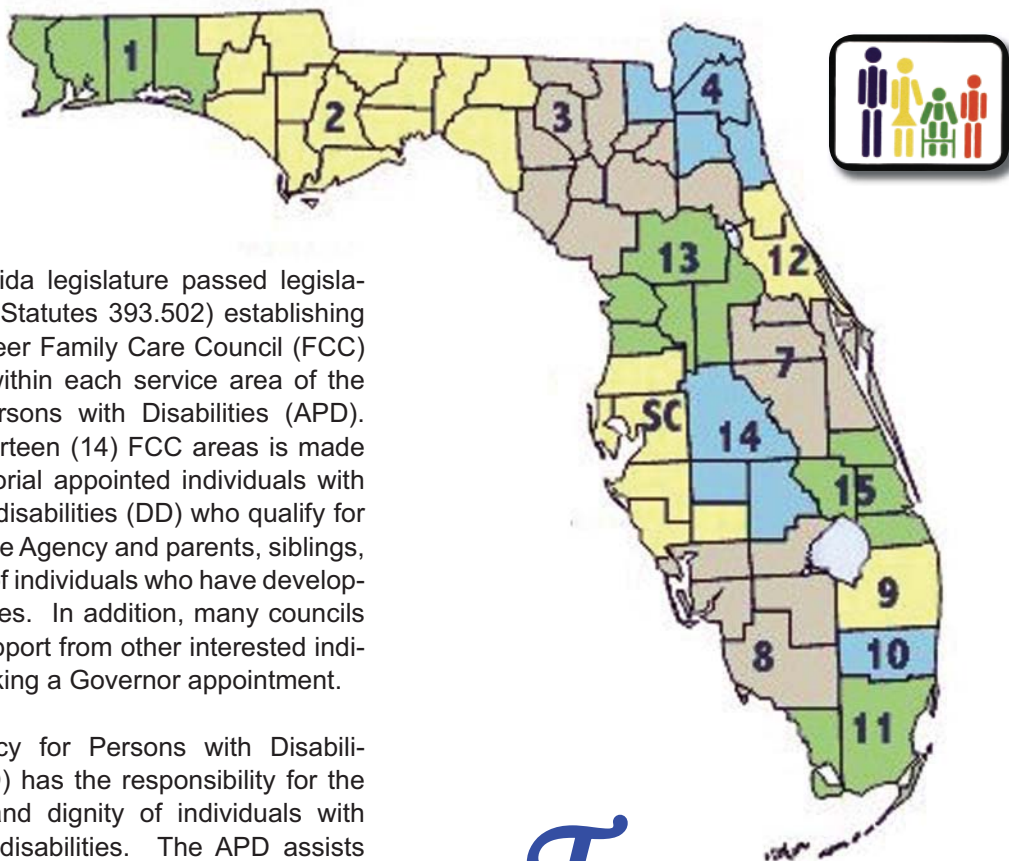 1
2
3
4
13
12
7
SC
14
15
9
8
10
11
ida legislature passed legisla-
Statutes 393.502) establishing
eer Family Care Council (FCC)
within each service area of the
ersons with Disabilities (APD).
rteen (14) FCC areas is made
orial appointed individuals with
disabilities (DD) who qualify for
e Agency and parents, siblings,
f individuals who have develop-
es. In addition, many councils
pport from other interested indi-
king a Governor appointment.
cy for Persons with Disabili-
) has the responsibility for the
and dignity of individuals with
disabilities. The APD assists
T